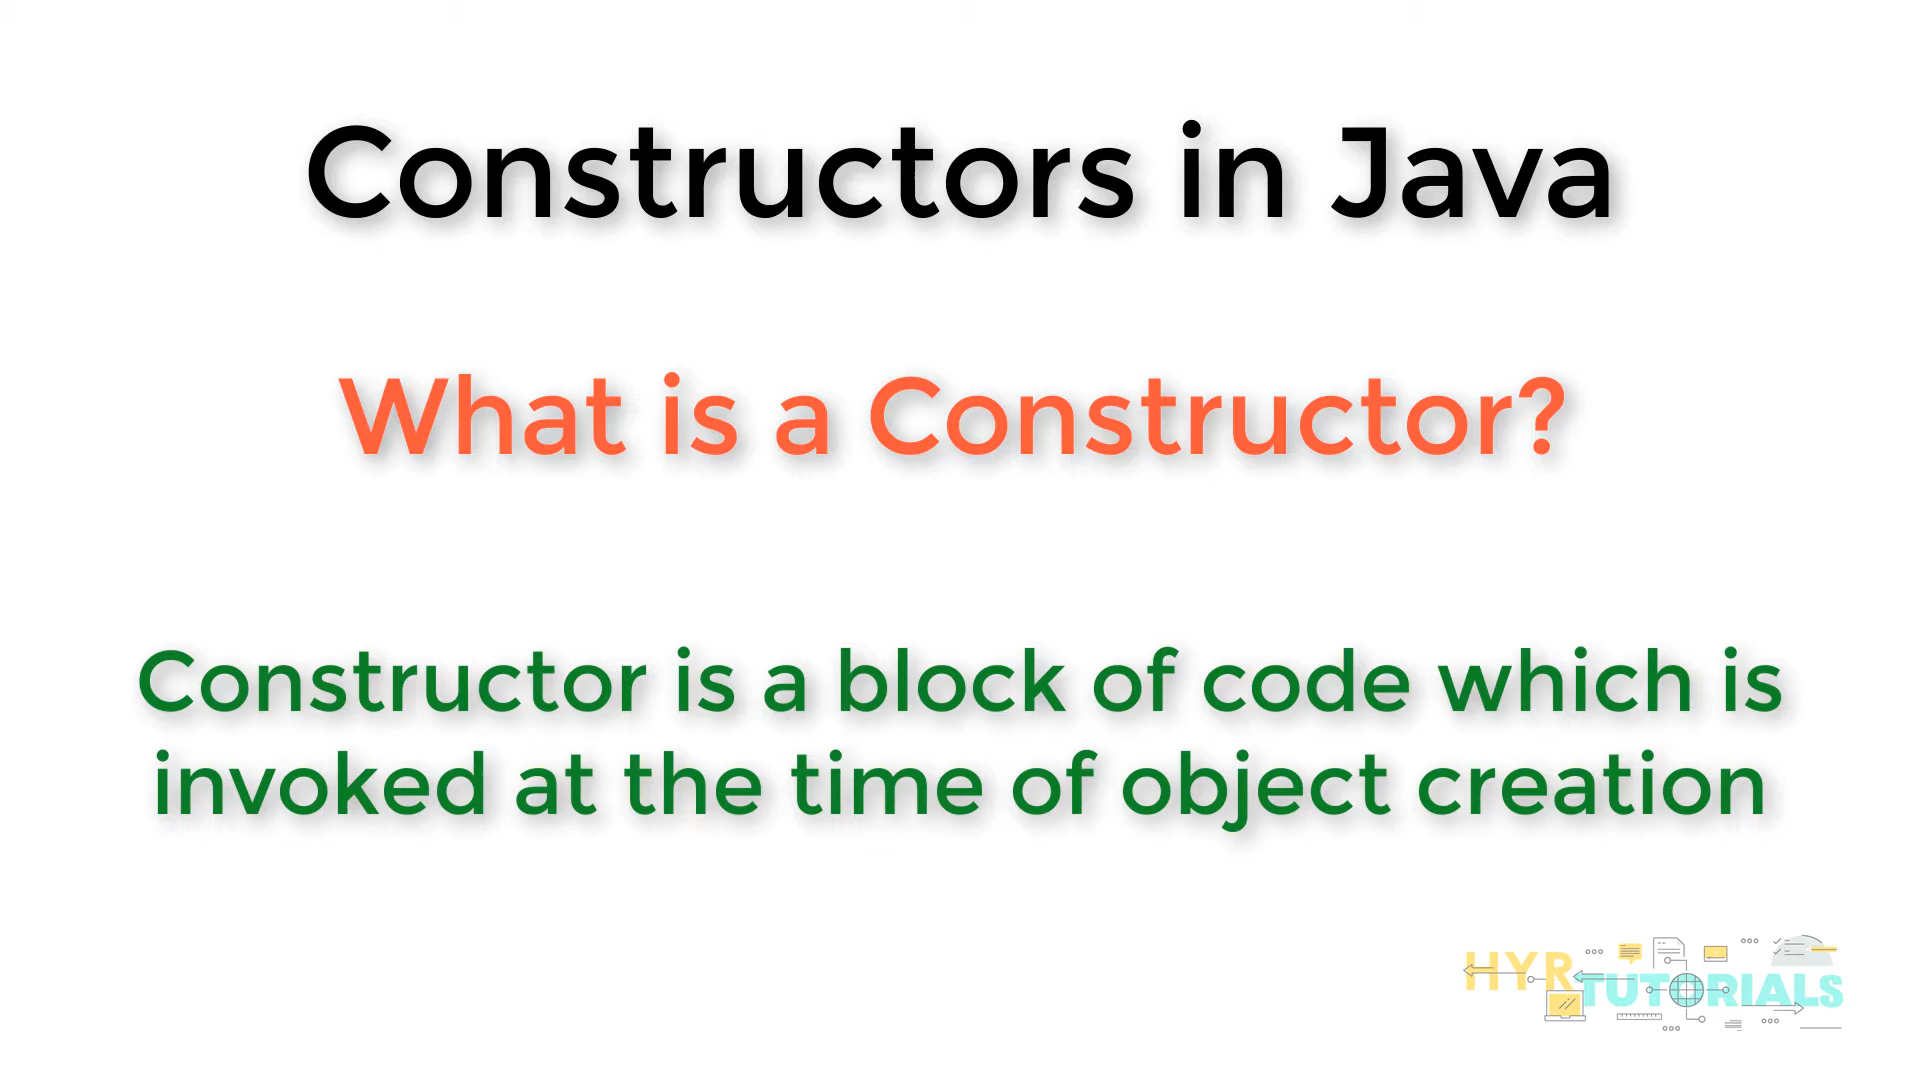 Constructors in Java
What is a Constructor?
Constructor is a block of code which is
invoked at the time of object creation
HYR
TUTORIALS